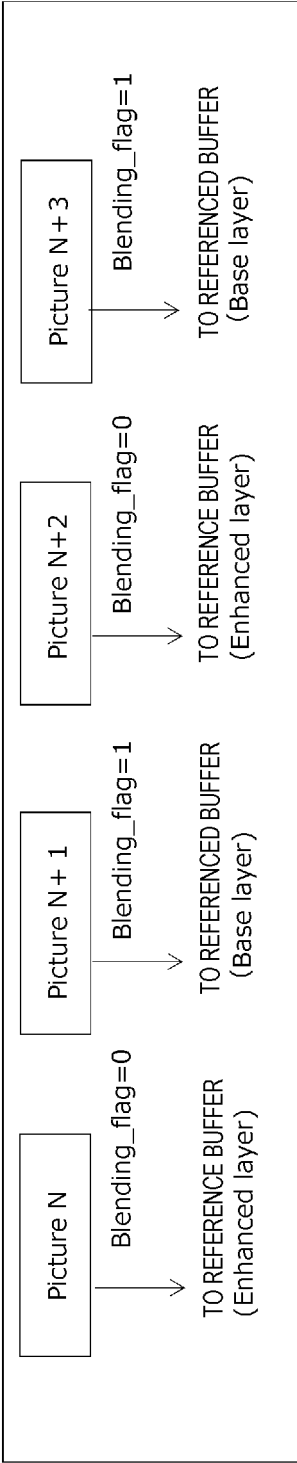 Picture N
Blending_flag=0
TO REFERENCE BUFFER
(Enhanced layer)
Picture N+ 1
Blending_flag=1
TO REFERENCED BUFFER
(Base layer)
Picture N+2
Blending_flag=0
TO REFERENCE BUFFER
(Enhanced layer)
Picture N+3
Blending_flag=1
TO REFERENCED BUFFER
(Base layer)